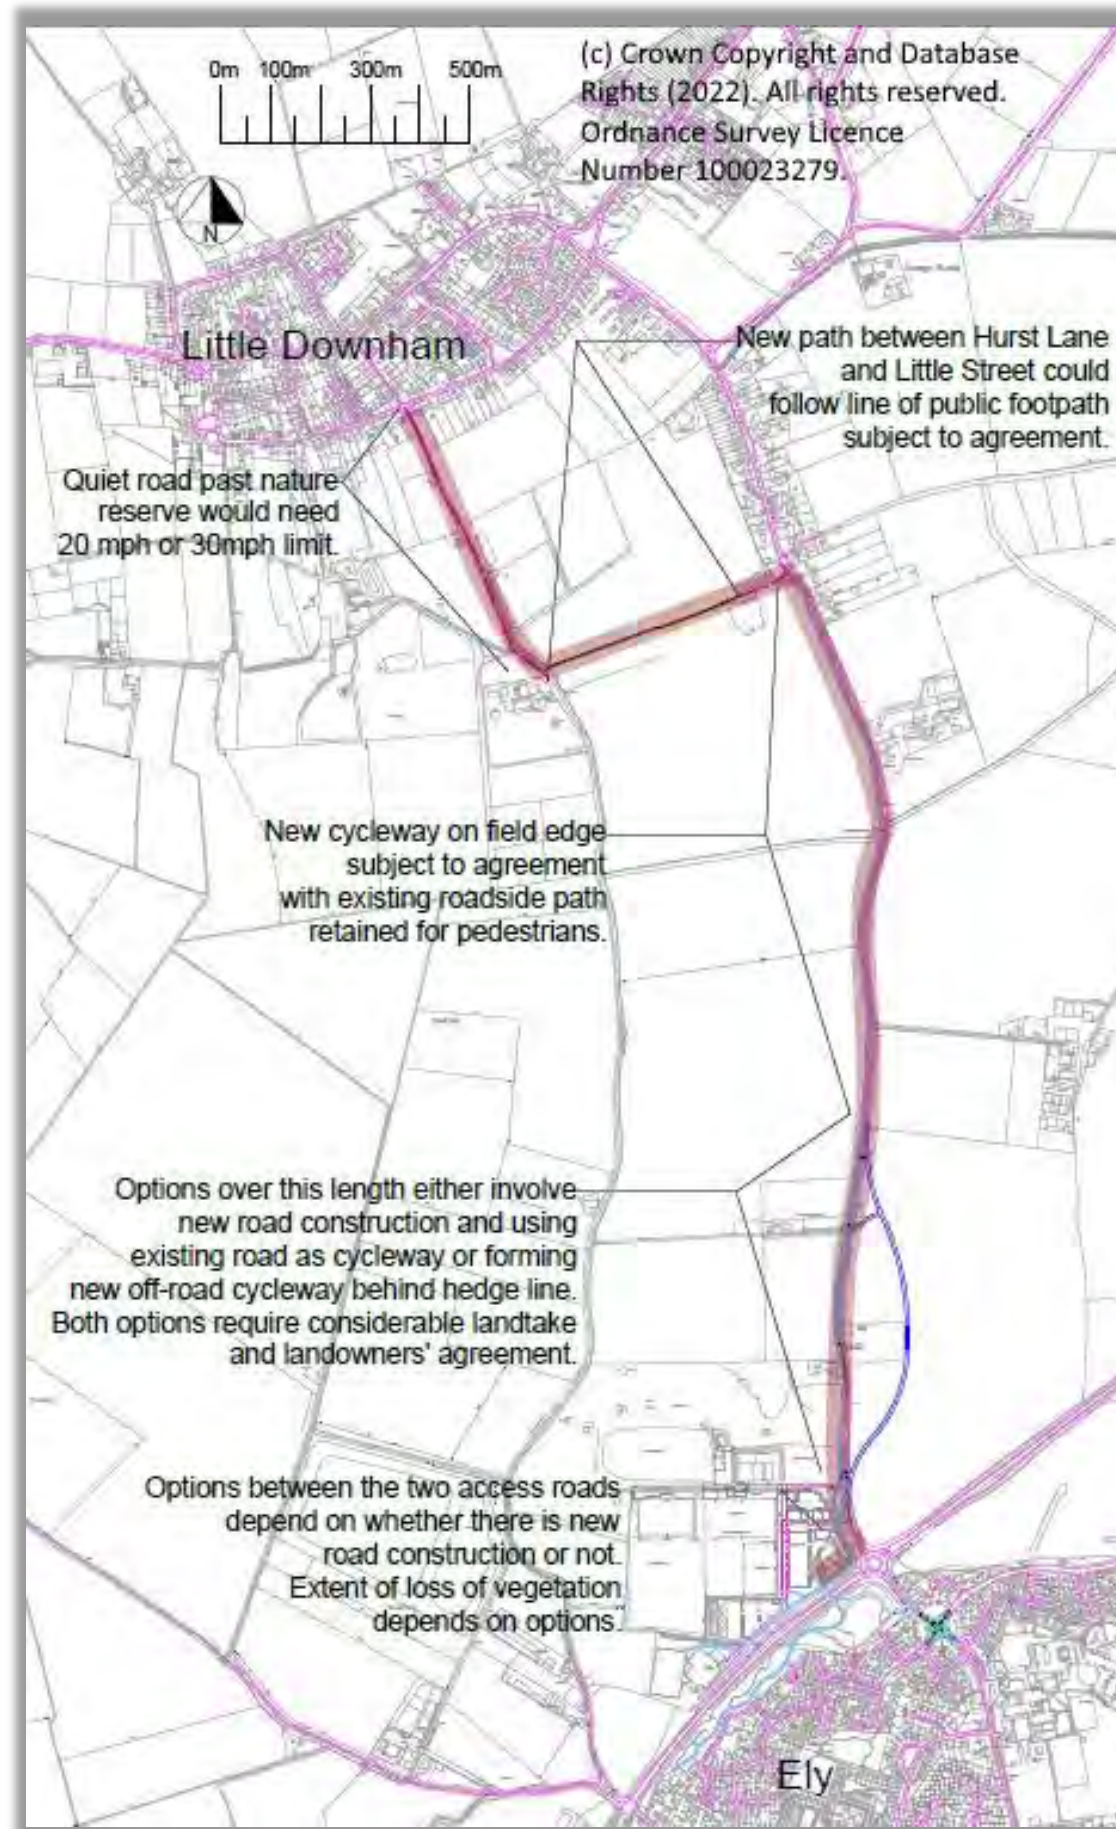 0m 100m 300m 500m
(c) Crown Copyright and Database
Rights (2022). All rights reserved.
Ordnance Survey Licence
Number 100023279.
N
Little Downham
New path between Hurst Lane
and Little Street could
follow line of public footpath
subject to agreement.
Quiet road past nature
reserve would need
20 mph or 30mph limit.
New cycleway on field edge
subject to agreement
with existing roadside path
retained for pedestrians.
Options over this length either involve
new road construction and using
existing road as cycleway or forming
new off-road cycleway behind hedge line.
Both options require considerable landtake
and landowners' agreement.
Options between the two access roads
depend on whether there is new
road construction or not.
Extent of loss of vegetation
depends on options.
Ely